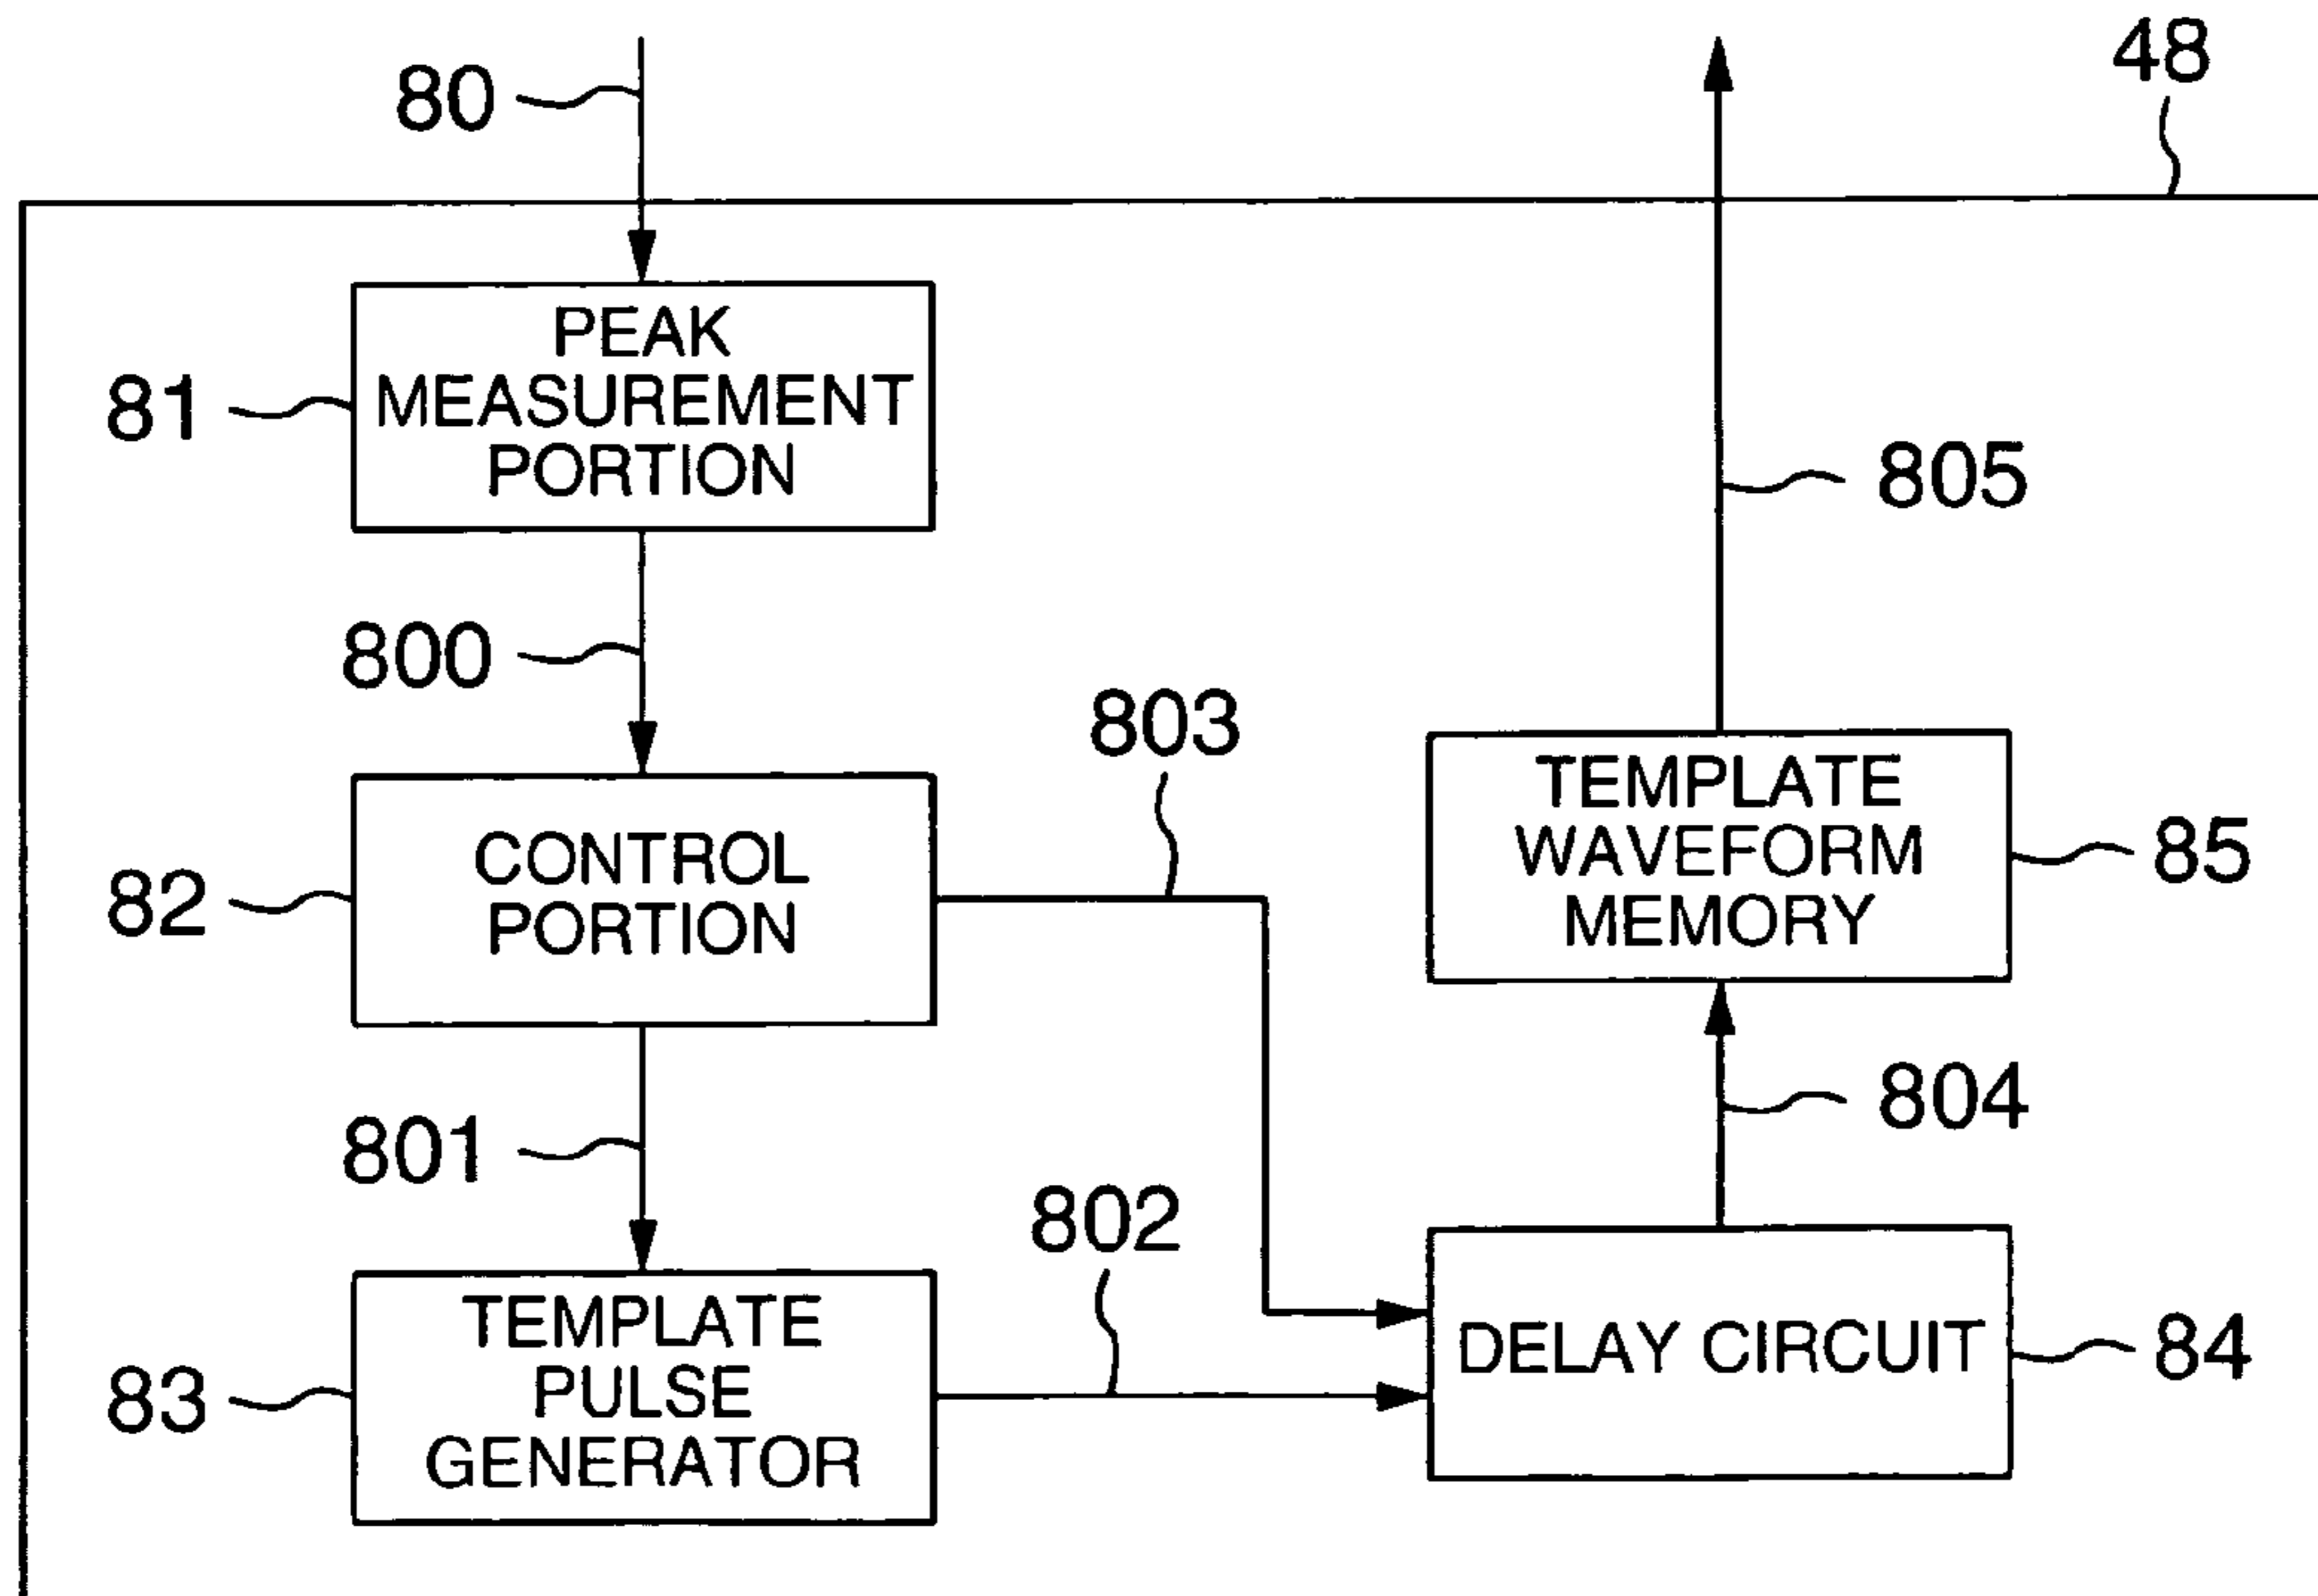 48
80
PEAK
MEASUREMENT
PORTION
81
805
800
803
TEMPLATE
WAVEFORM
MEMORY
85
CONTROL
PORTION
82
804
801
802
TEMPLATE
PULSE
GENERATOR
83
DELAY CIRCUIT
84